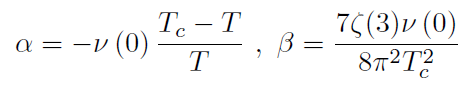 α = −ν (0) (T_c − T)/T , β = 7ζ(3)ν (0)/(8π²T_c²)